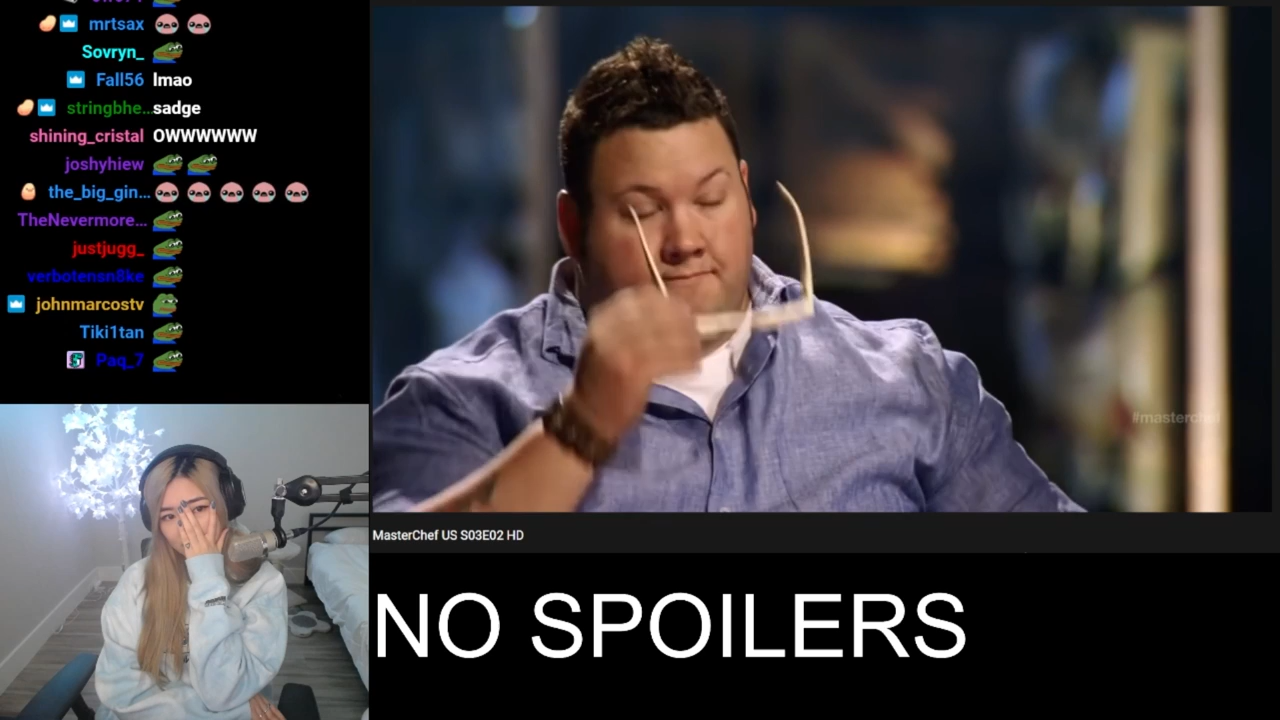 mrtsax
Sovryn_
Fall56 lmao
stringbhe... sadge
shining_cristal OWWWWWW
joshyhiew
the_big_gin...
TheNevermore...
justjugg_
verbotensn8ke
johnmarcostv
Tiki1tan
Paq_7
#masterchef
MasterChef US S03E02 HD
NO SPOILERS